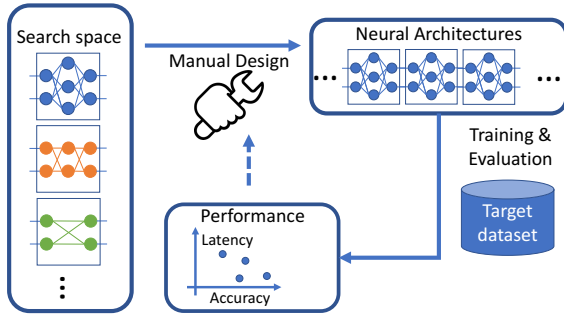 Search space
Manual Design
Neural Architectures
...
...
Training &
Evaluation
Target
dataset
Performance
Latency
Accuracy